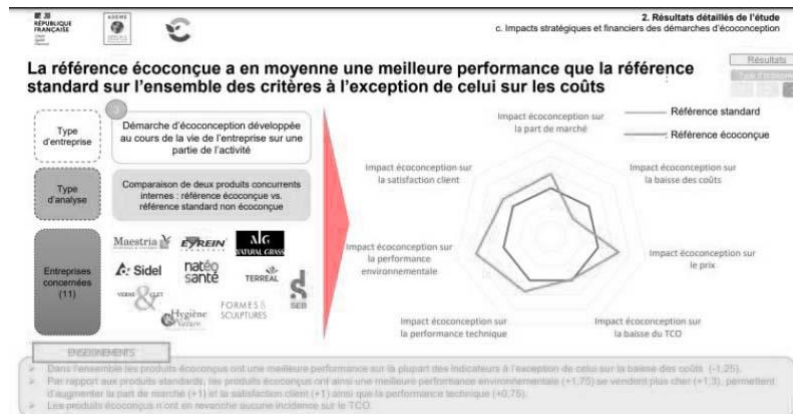 RÉPUBLIQUE
FRANÇAISE
ADEME
2. Résultats détaillés de l'étude
c. Impacts stratégiques et financiers des démarches d'écoconception
La référence écoconçue a en moyenne une meilleure performance que la référence
standard sur l'ensemble des critères à l'exception de celui sur les coûts
Résultats
Type
d'entreprise
3
Démarche d'écoconception développée
au cours de la vie de l'entreprise sur une
partie de l'activité
Type
d'analyse
Comparaison de deux produits concurrents
internes : référence écoconçue vs.
référence standard non écoconçue
Entreprises
concernées
(11)
Maestria
EYREIN
NATURAL GRASS
Sidel
natéo
santé
TERREAL
SEB
FORMES &
SCULPTURES
Hygiène
Impact écoconception sur
la part de marché
Référence standard
Référence écoconçue
Impact écoconception sur
la satisfaction client
Impact écoconception sur
la baisse des coûts
Impact écoconception sur
la performance
environnementale
Impact écoconception sur
le prix
Impact écoconception sur
la performance technique
Impact écoconception sur
la baisse du TCO
ENSEIGNEMENTS
Dans l'ensemble les produits écoconçus ont une meilleure performance sur la plupart des indicateurs à l'exception de celui sur la baisse des coûts (-1,25).
Par rapport aux produits standards, les produits écoconçus ont ainsi une meilleure performance environnementale (+1,75) se vendent plus cher (+1,3), permettent
d'augmenter la part de marché (+1) et la satisfaction client (+1) ainsi que la performance technique (+0,75).
Les produits écoconçus n'ont en revanche aucune incidence sur le TCO.